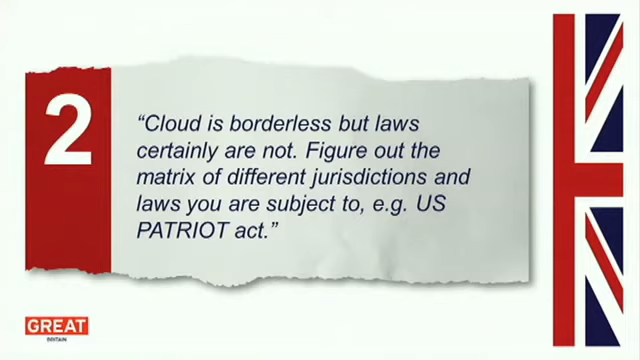 2
“Cloud is borderless but laws
certainly are not. Figure out the
matrix of different jurisdictions and
laws you are subject to, e.g. US
PATRIOT act.”
GREAT
BRITAIN